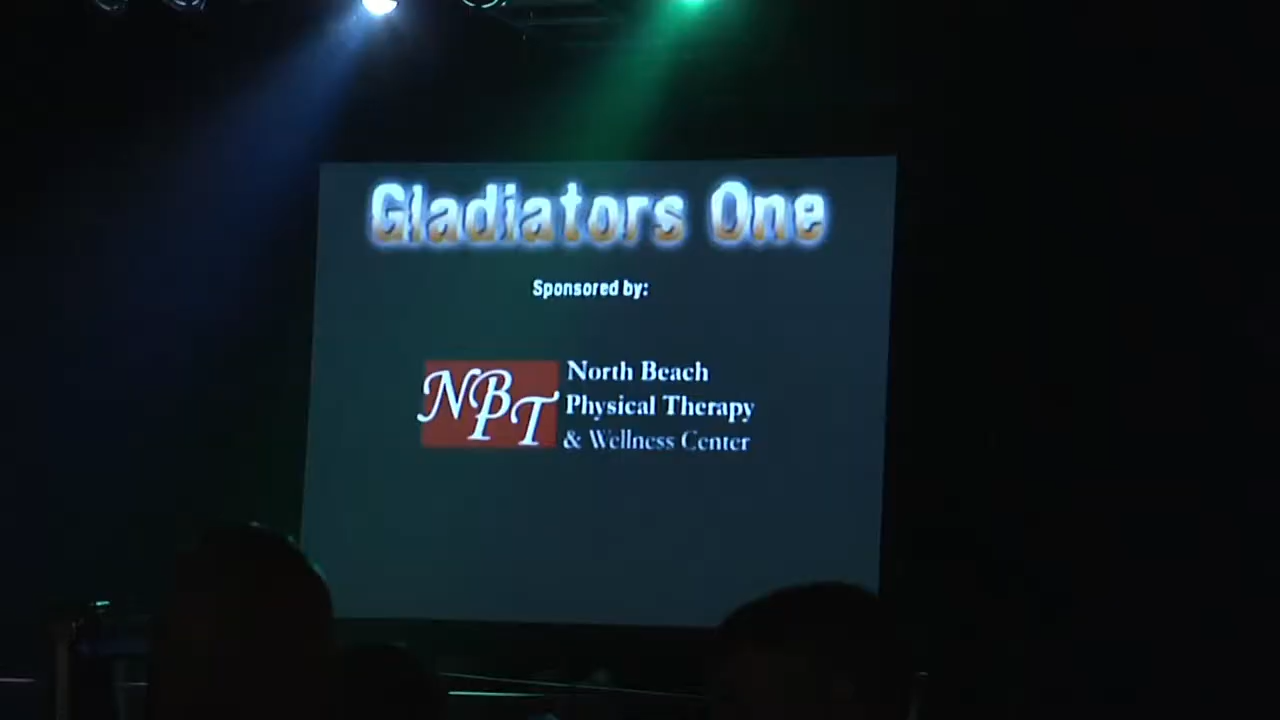 Gladiators One
Sponsored by:
NBPT
North Beach
Physical Therapy
& Wellness Center